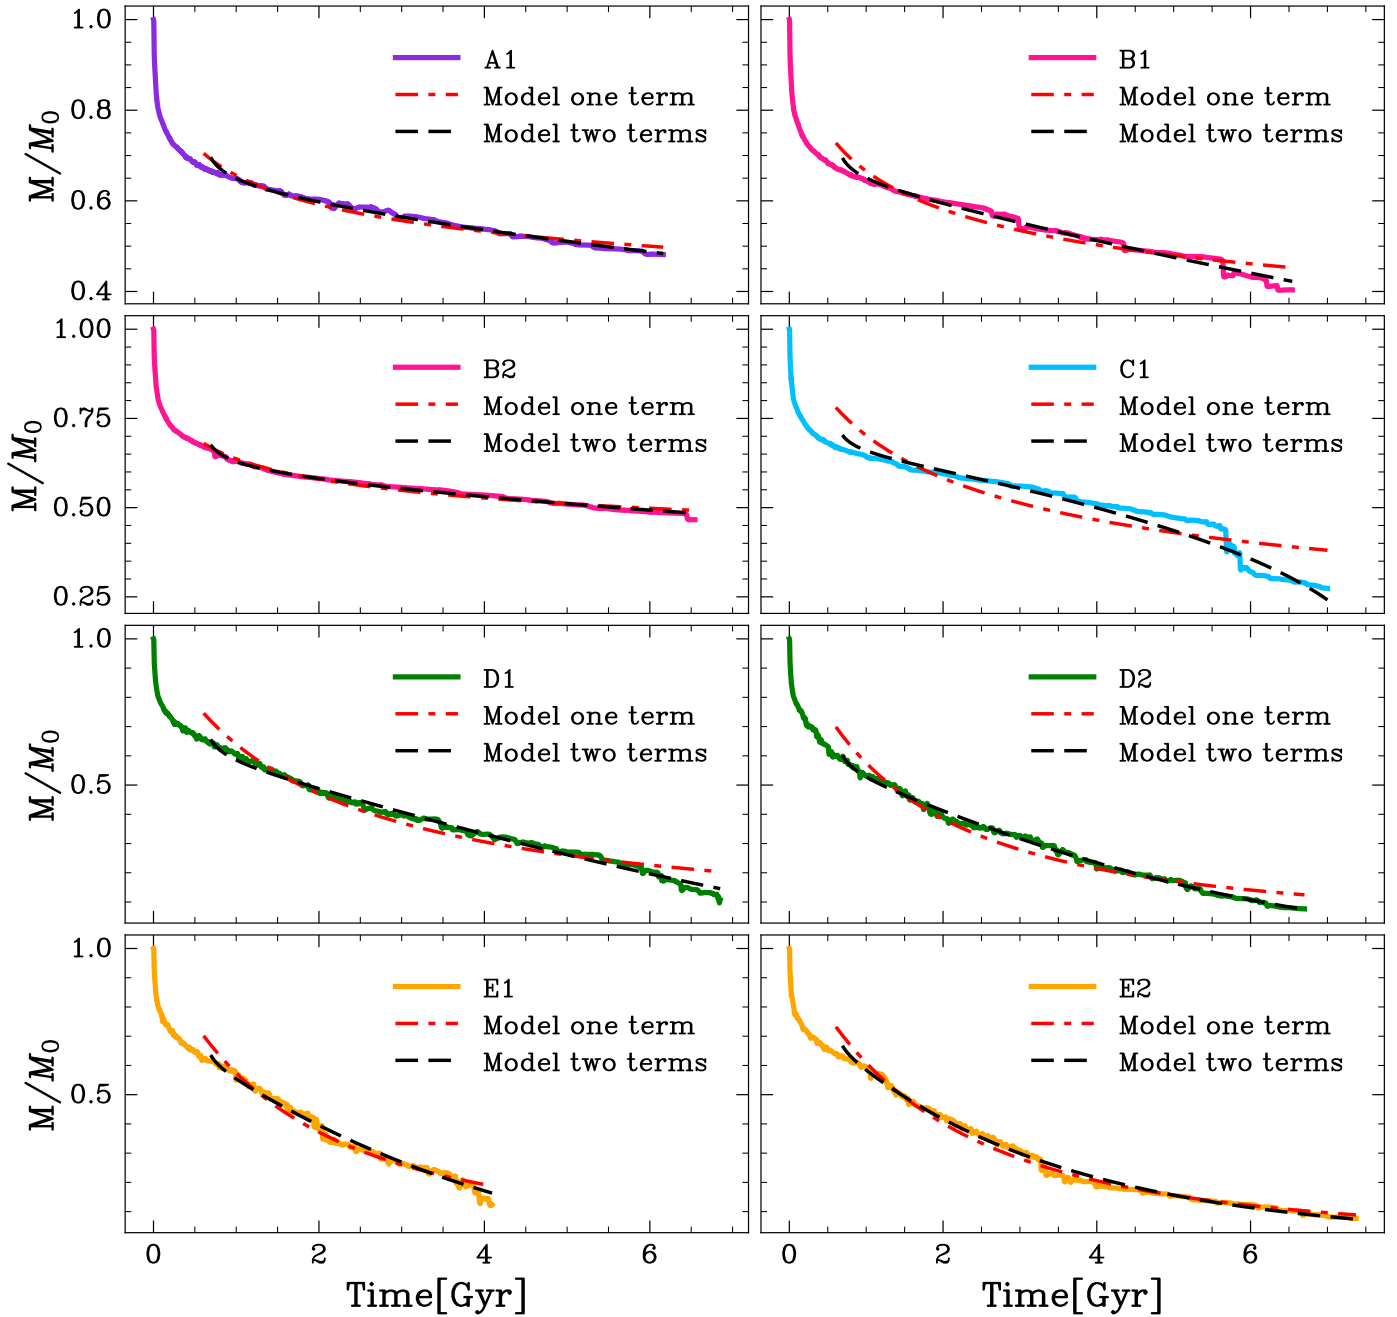 1.0
0.8
0.6
0.4
M/M0
A1
Model one term
Model two terms
B1
Model one term
Model two terms
1.00
0.75
0.50
0.25
M/M0
B2
Model one term
Model two terms
C1
Model one term
Model two terms
1.0
0.5
M/M0
D1
Model one term
Model two terms
D2
Model one term
Model two terms
1.0
0.5
M/M0
E1
Model one term
Model two terms
E2
Model one term
Model two terms
0 2 4 6
0 2 4 6
Time[Gyr]
Time[Gyr]